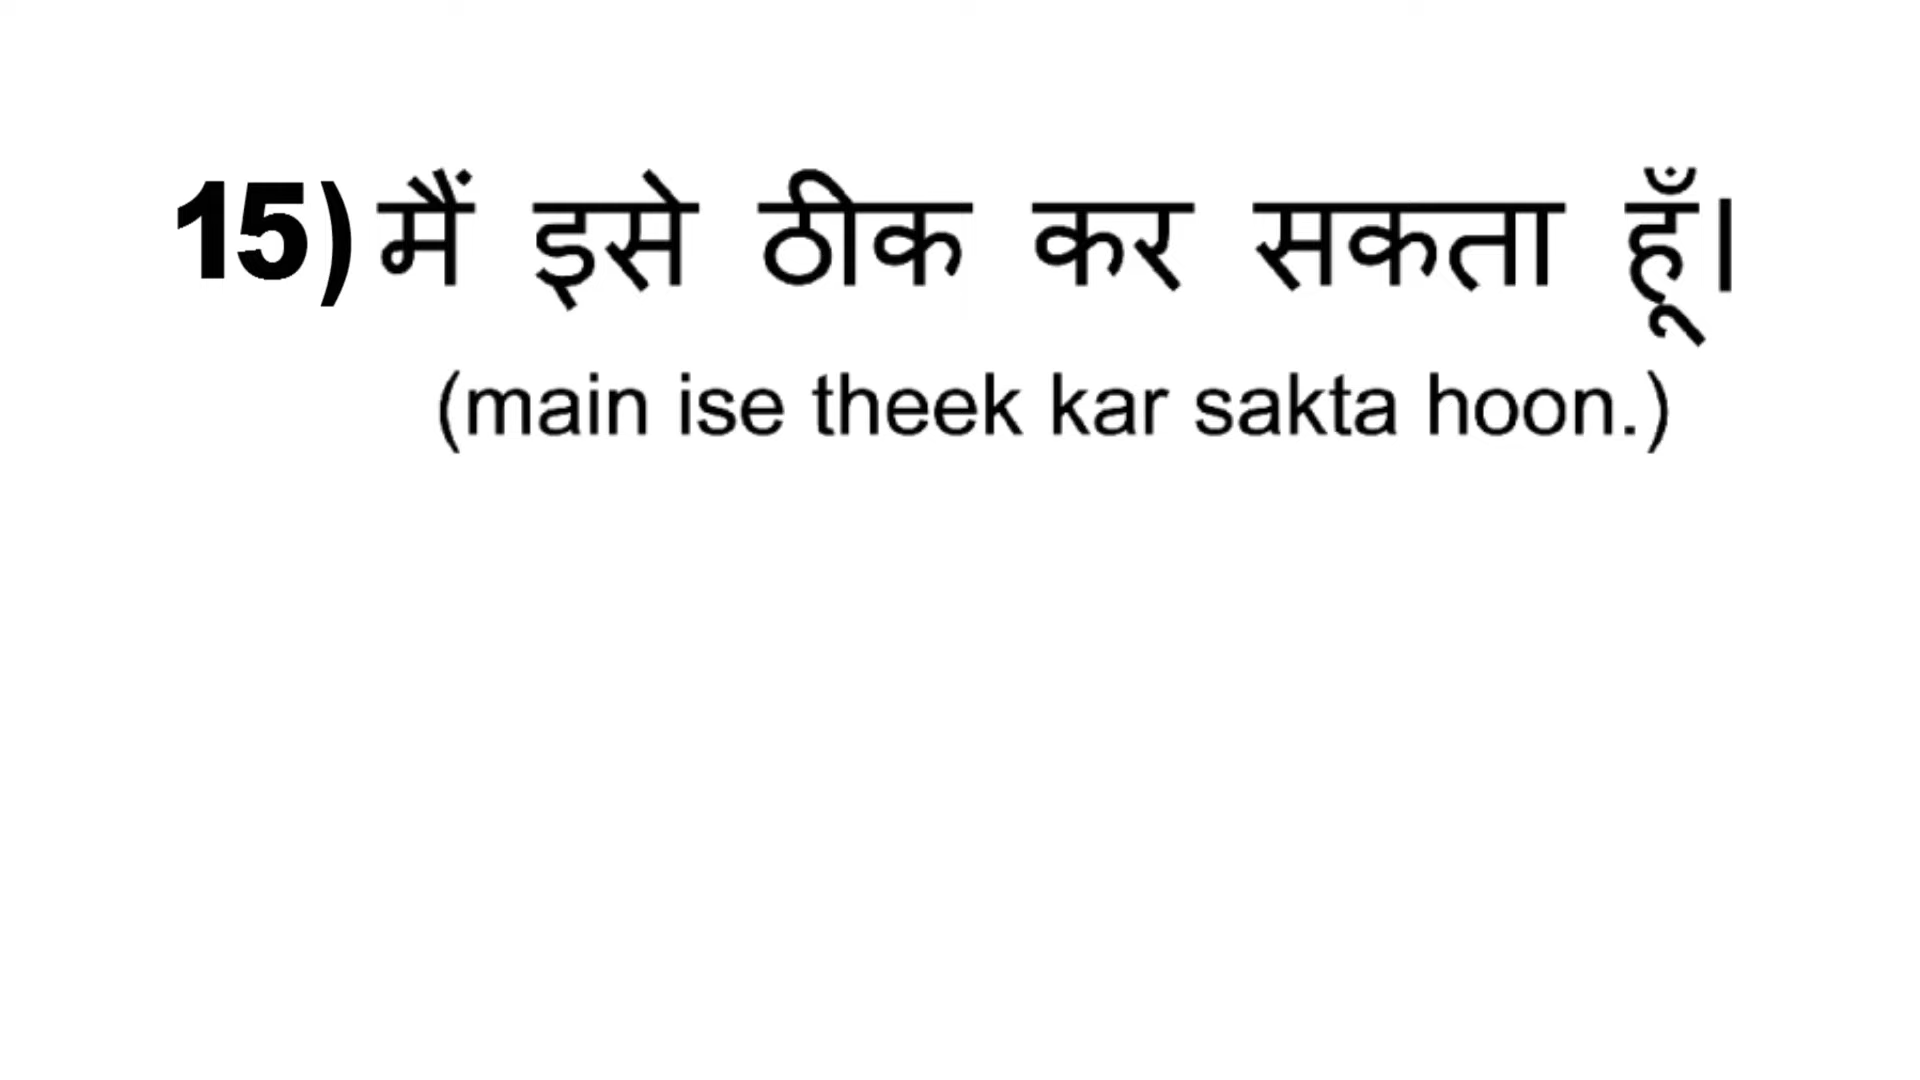 15) मैं इसे ठीक कर सकता हूँ।
(main ise theek kar sakta hoon.)